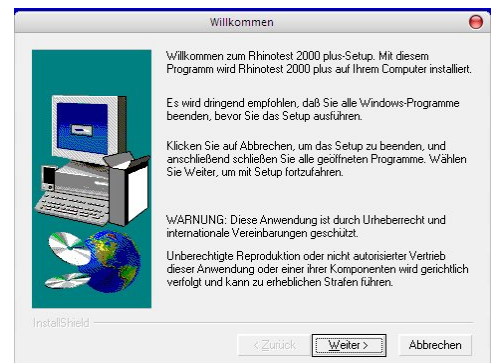 Willkommen
Willkommen zum Rhinotest 2000 plus-Setup. Mit diesem
Programm wird Rhinotest 2000 plus auf Ihrem Computer installiert.
Es wird dringend empfohlen, daß Sie alle Windows-Programme
beenden, bevor Sie das Setup ausführen.
Klicken Sie auf Abbrechen, um das Setup zu beenden, und
anschließend schließen Sie alle geöffneten Programme. Wählen
Sie Weiter, um mit Setup fortzufahren.
WARNUNG: Diese Anwendung ist durch Urheberrecht und
internationale Vereinbarungen geschützt.
Unberechtigte Reproduktion oder nicht autorisierter Vertrieb
dieser Anwendung oder einer ihrer Komponenten wird gerichtlich
verfolgt und kann zu erheblichen Strafen führen.
InstallShield
< Zurück Weiter > Abbrechen